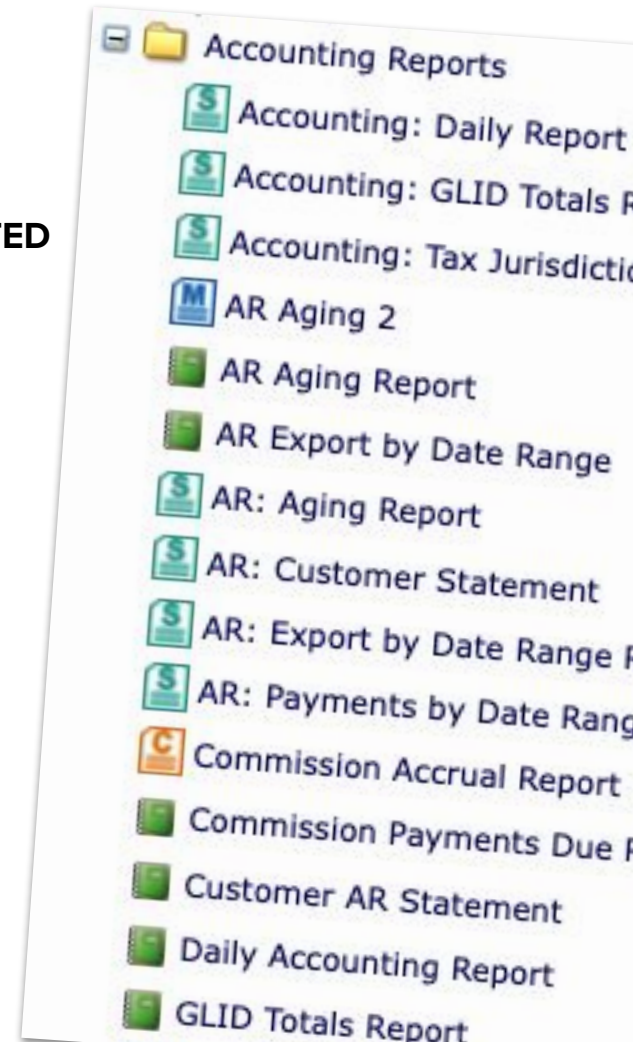 TED
Accounting Reports
S Accounting: Daily Report
S Accounting: GLID Totals R
S Accounting: Tax Jurisdictio
M AR Aging 2
AR Aging Report
AR Export by Date Range
S AR: Aging Report
S AR: Customer Statement
S AR: Export by Date Range R
S AR: Payments by Date Rang
C Commission Accrual Report
Commission Payments Due R
Customer AR Statement
Daily Accounting Report
GLID Totals Report